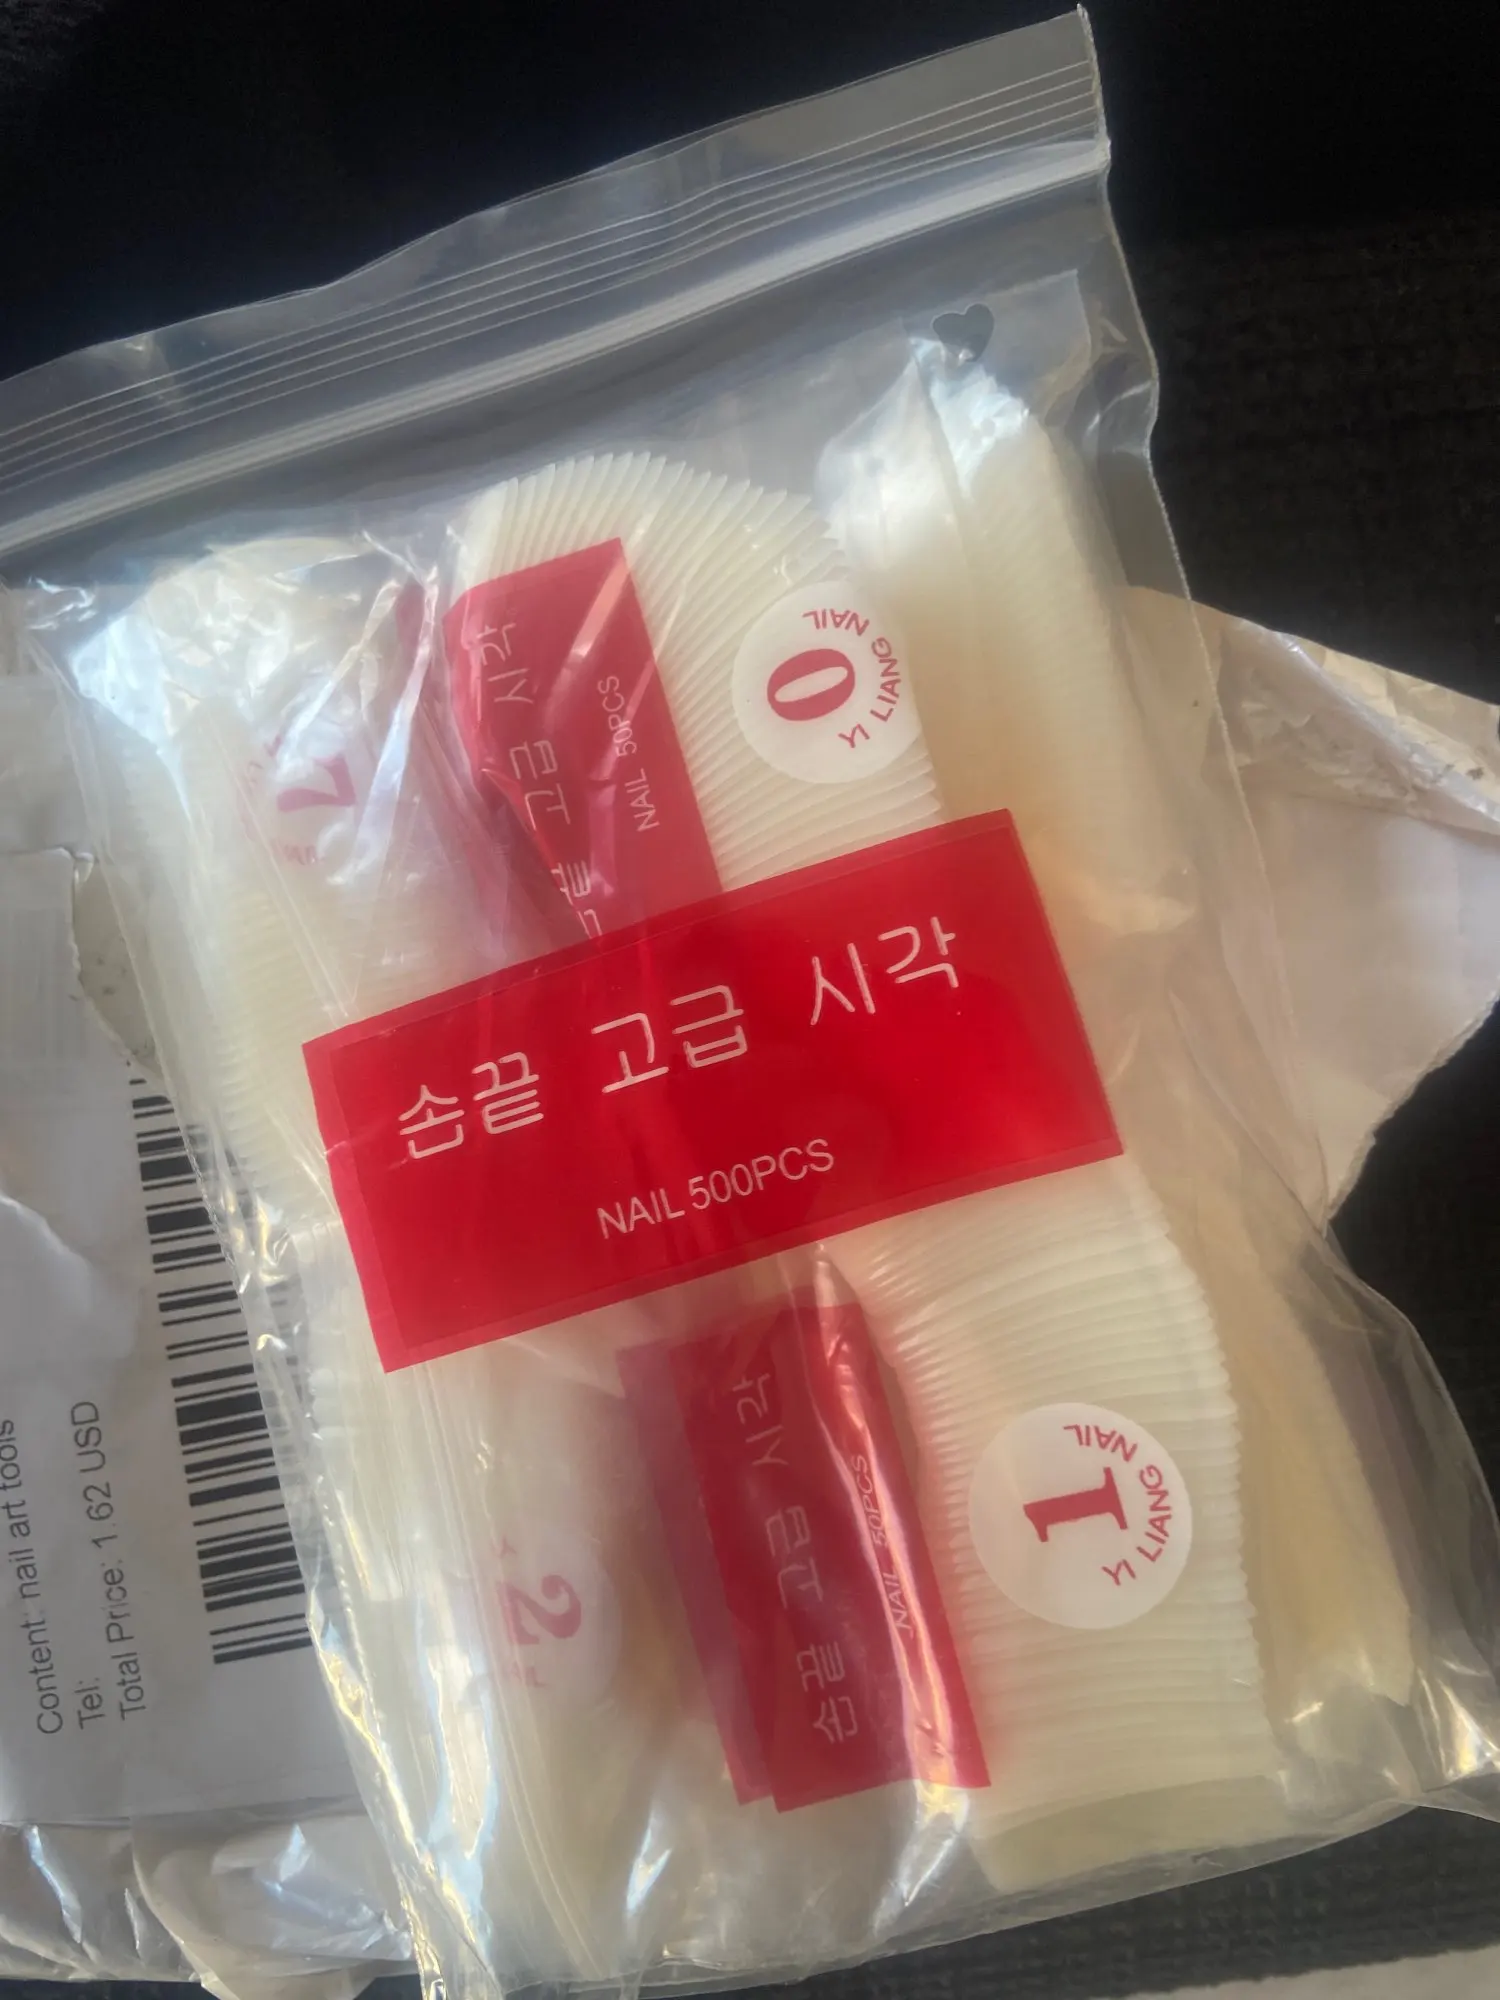 YI LIANG NAIL
0
7
손끝 고급 시각
NAIL 50PCS
손끝 고급 시각
NAIL 500PCS
YI LIANG NAIL
1
2
손끝 고급 시각
NAIL 50PCS
Content: nail art tools
Tel:
Total Price: 1.62 USD